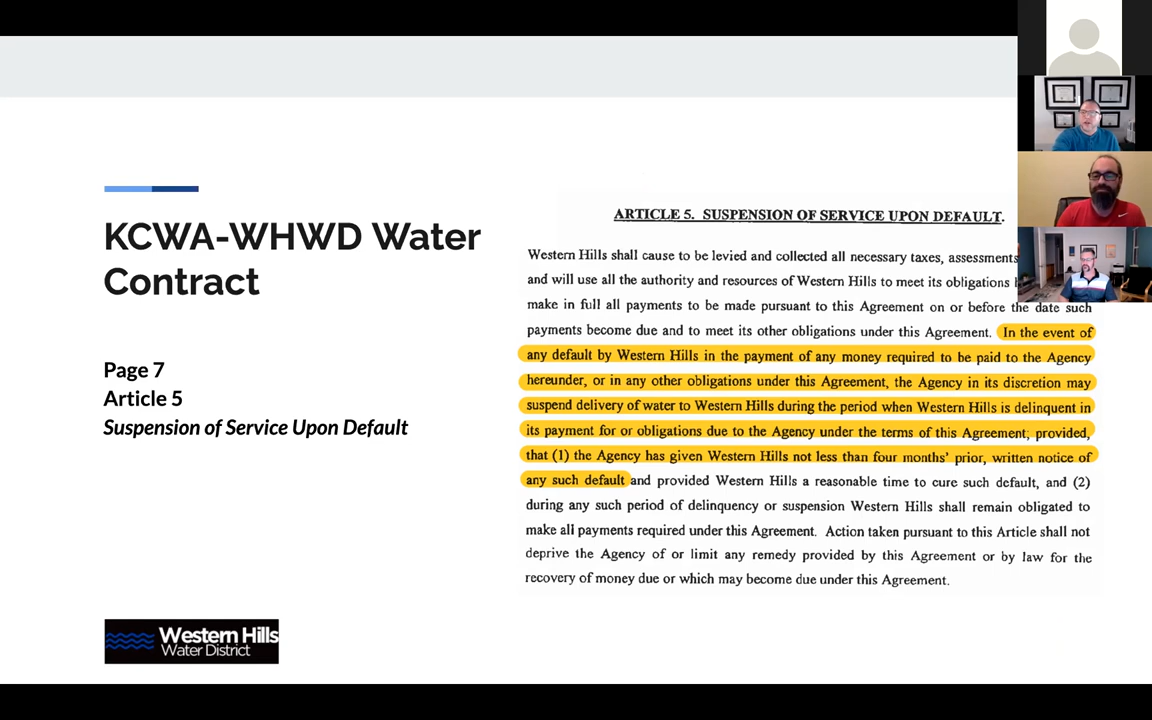 KCWA-WHWD Water
Contract
Page 7
Article 5
Suspension of Service Upon Default
Western Hills
Water District
ARTICLE 5. SUSPENSION OF SERVICE UPON DEFAULT.
Western Hills shall cause to be levied and collected all necessary taxes, assessments
and will use all the authority and resources of Western Hills to meet its obligations
make in full all payments to be made pursuant to this Agreement on or before the date such
payments become due and to meet its other obligations under this Agreement. In the event of
any default by Western Hills in the payment of any money required to be paid to the Agency
hereunder, or in any other obligations under this Agreement, the Agency in its discretion may
suspend delivery of water to Western Hills during the period when Western Hills is delinquent in
its payment for or obligations due to the Agency under the terms of this Agreement; provided,
that (1) the Agency has given Western Hills not less than four months' prior, written notice of
any such default and provided Western Hills a reasonable time to cure such default, and (2)
during any such period of delinquency or suspension Western Hills shall remain obligated to
make all payments required under this Agreement. Action taken pursuant to this Article shall not
deprive the Agency of or limit any remedy provided by this Agreement or by law for the
recovery of money due or which may become due under this Agreement.